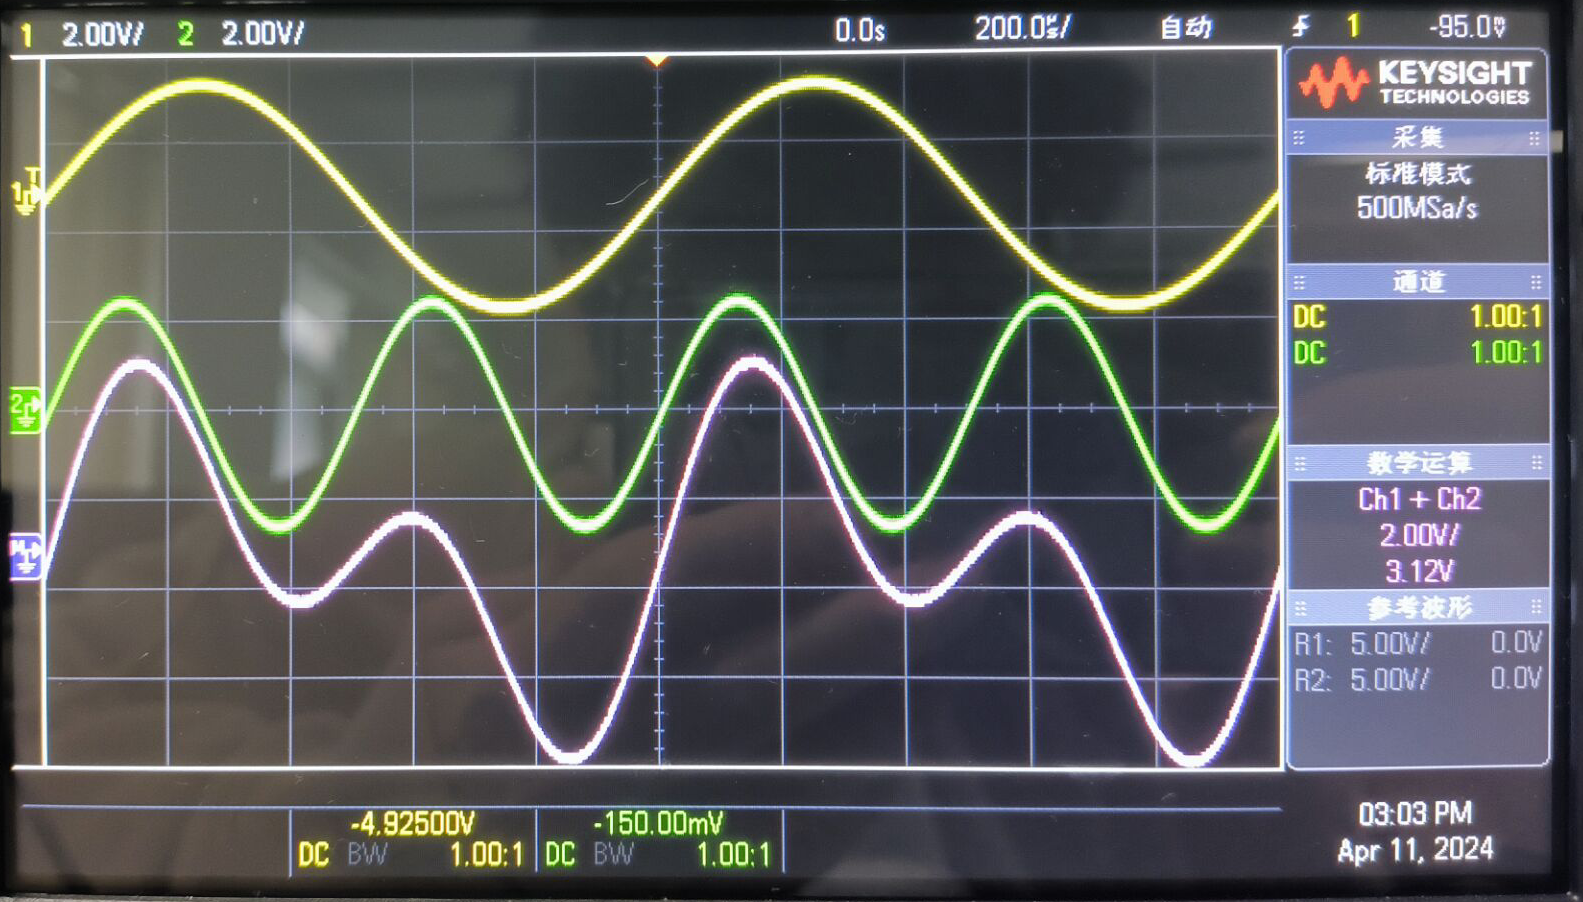 1 2.00V/ 2 2.00V/ 0.0s 200.0µs/ 自动 1 -95.0mV
KEYSIGHT
TECHNOLOGIES
采集
标准模式
500MSa/s
通道
DC 1.00:1
DC 1.00:1
数学运算
Ch1 + Ch2
2.00V/
3.12V
参考波形
R1: 5.00V/ 0.0V
R2: 5.00V/ 0.0V
T
1
2
M
-4.92500V
DC BW 1.00:1
-150.00mV
DC BW 1.00:1
03:03 PM
Apr 11, 2024